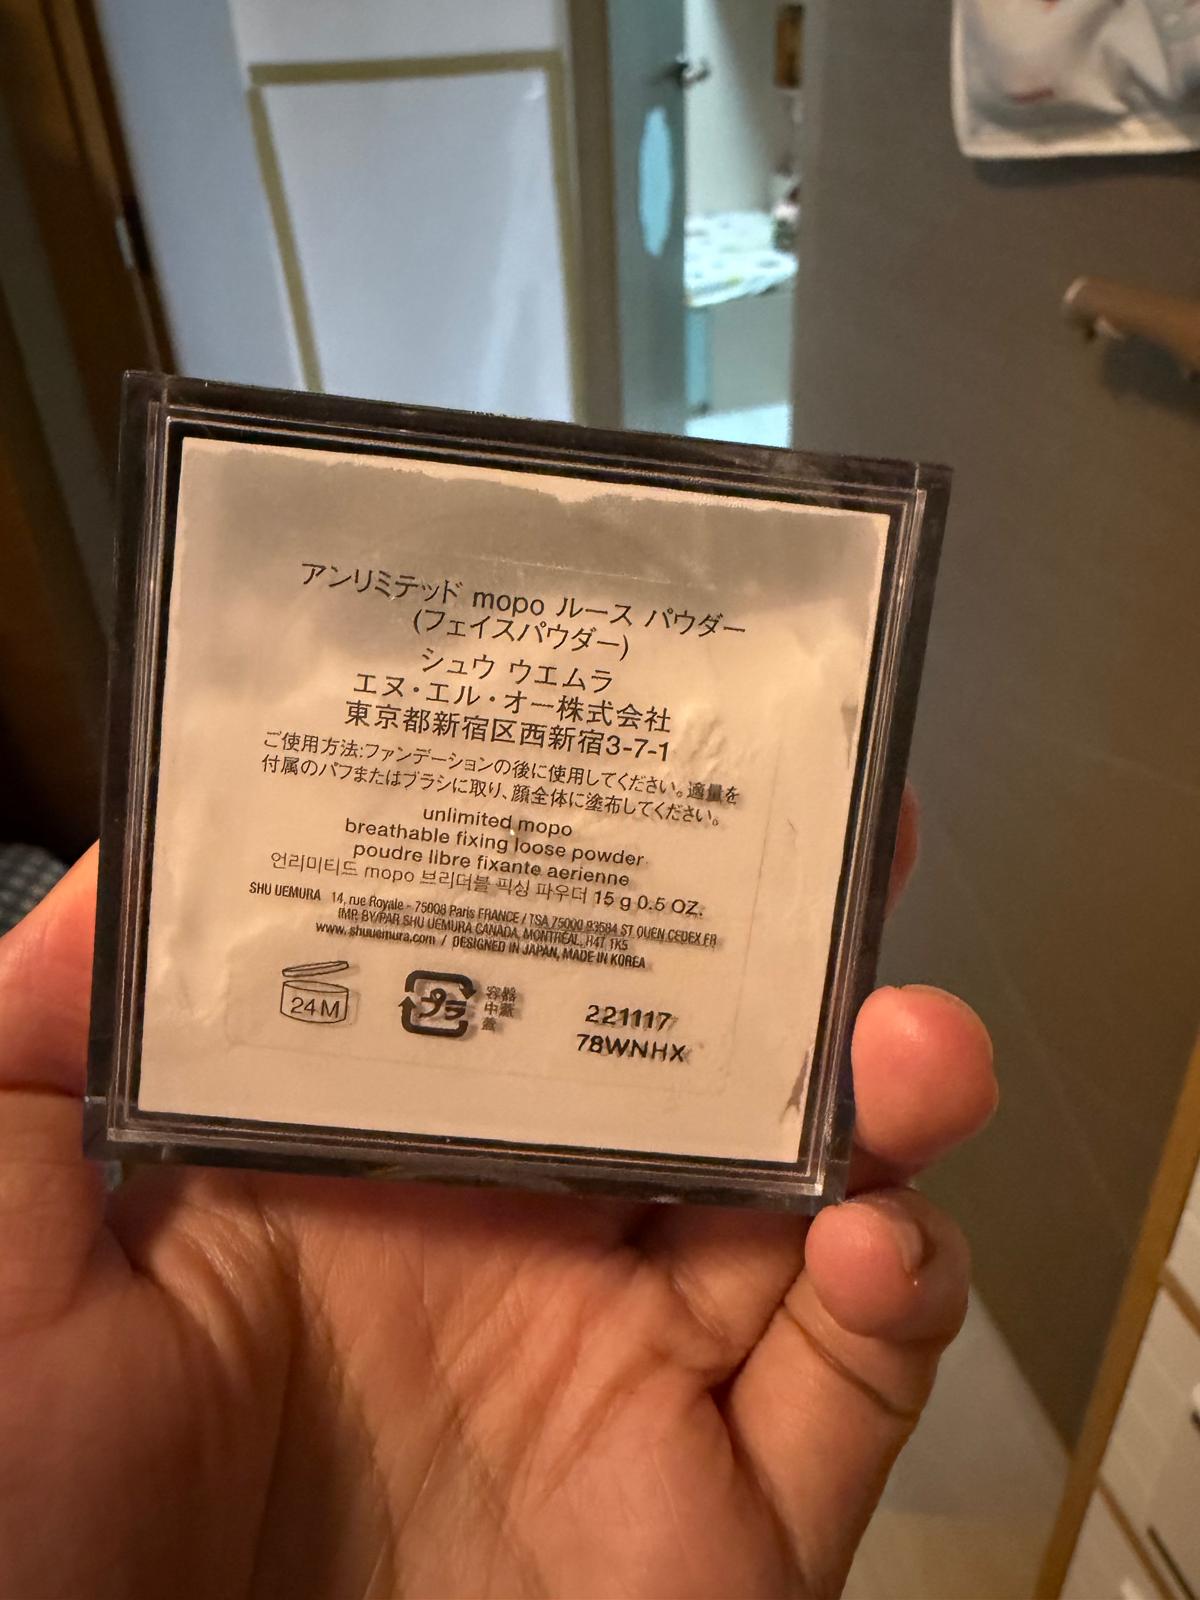 アンリミテッド mopo ルース パウダー
(フェイスパウダー)
シュウ ウエムラ
エヌ・エル・オー株式会社
東京都新宿区西新宿3-7-1
ご使用方法:ファンデーションの後に使用してください。適量を
付属のパフまたはブラシに取り、顔全体に塗布してください。
unlimited mopo
breathable fixing loose powder
poudre libre fixante aerienne
언리미티드 mopo 브리더블 픽싱 파우더 15 g 0.5 OZ.
SHU UEMURA 14, rue Royale - 75008 Paris FRANCE / TSA 75000 93584 ST OUEN CEDEX FR
IMP. BY/PAR SHU UEMURA CANADA, MONTRÉAL, H4T 1K5
www.shuuemura.com / DESIGNED IN JAPAN, MADE IN KOREA
24M
プラ
容器
中蓋
蓋
221117
78WNHX